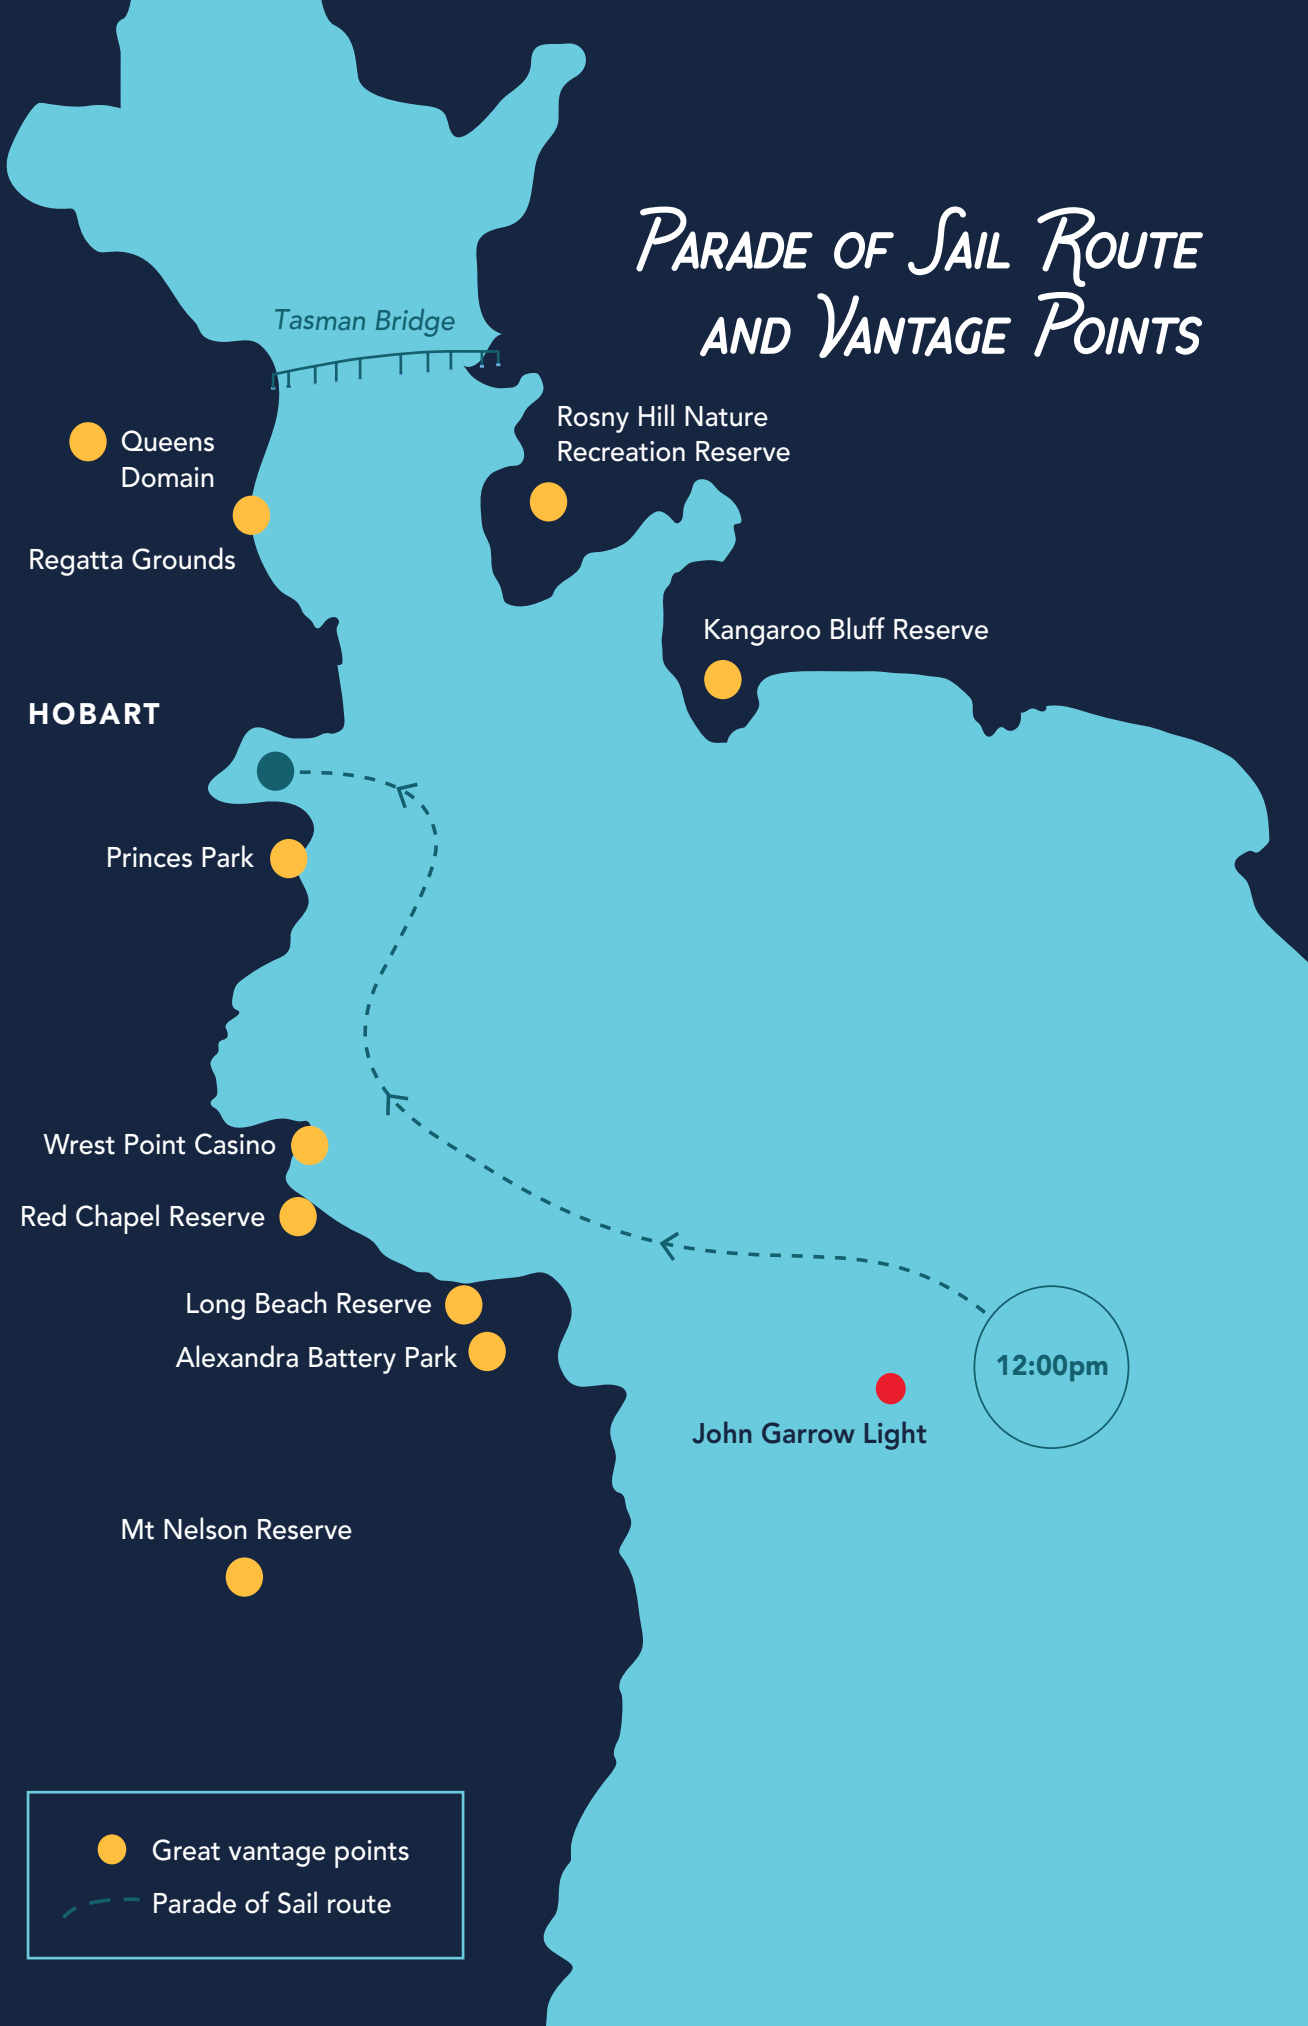 Parade of Sail Route
and Vantage Points
Tasman Bridge
Rosny Hill Nature
Recreation Reserve
Queens
Domain
Regatta Grounds
Kangaroo Bluff Reserve
HOBART
Princes Park
Wrest Point Casino
Red Chapel Reserve
Long Beach Reserve
Alexandra Battery Park
12:00pm
John Garrow Light
Mt Nelson Reserve
Great vantage points
Parade of Sail route